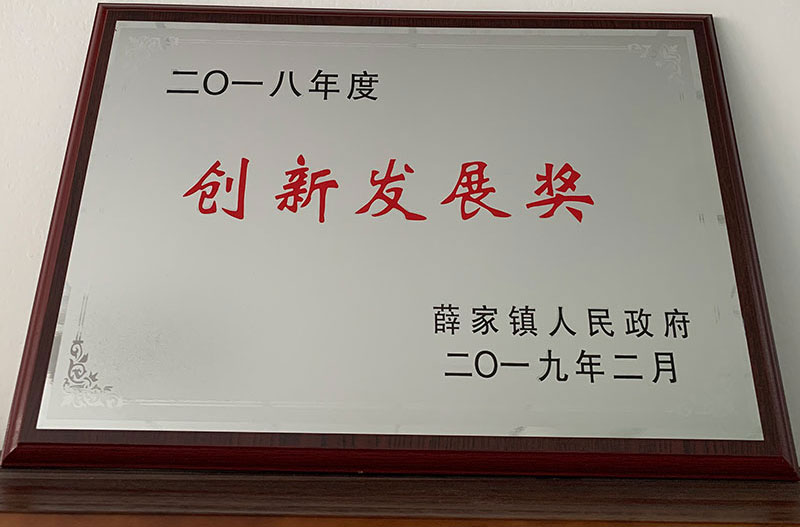 二〇一八年度
创新发展奖
薛家镇人民政府
二〇一九年二月